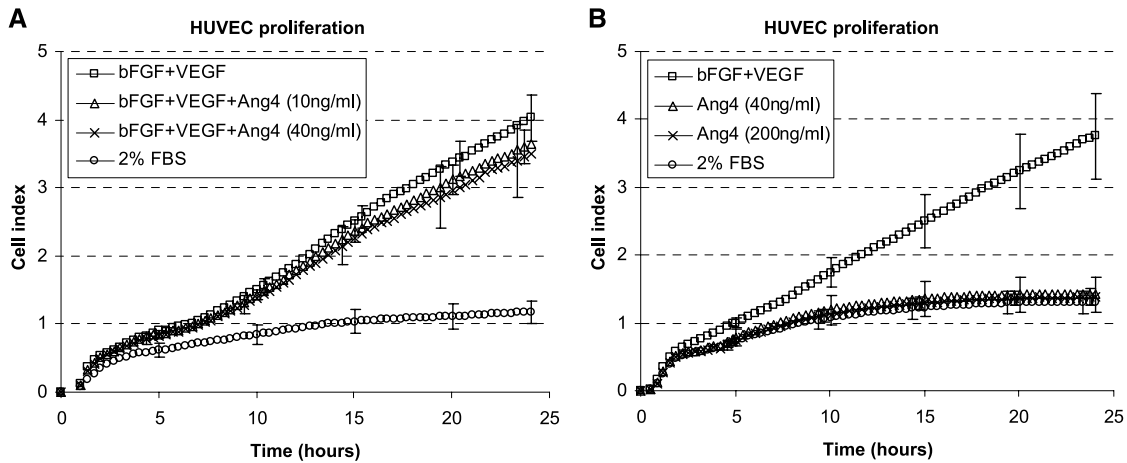 A
HUVEC proliferation
5
4
3
2
1
0
Cell index
bFGF+VEGF
bFGF+VEGF+Ang4 (10ng/ml)
bFGF+VEGF+Ang4 (40ng/ml)
2% FBS
0 5 10 15 20 25
Time (hours)
B
HUVEC proliferation
5
4
3
2
1
0
Cell index
bFGF+VEGF
Ang4 (40ng/ml)
Ang4 (200ng/ml)
2% FBS
0 5 10 15 20 25
Time (hours)